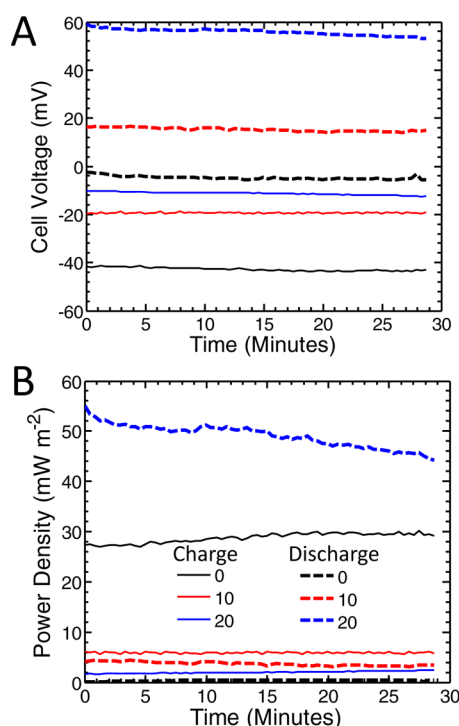 A
Cell Voltage (mV)
60
40
20
0
-20
-40
-60
0 5 10 15 20 25 30
Time (Minutes)
B
Power Density (mW m⁻²)
60
50
40
30
20
10
0
Charge Discharge
0 0
10 10
20 20
0 5 10 15 20 25 30
Time (Minutes)